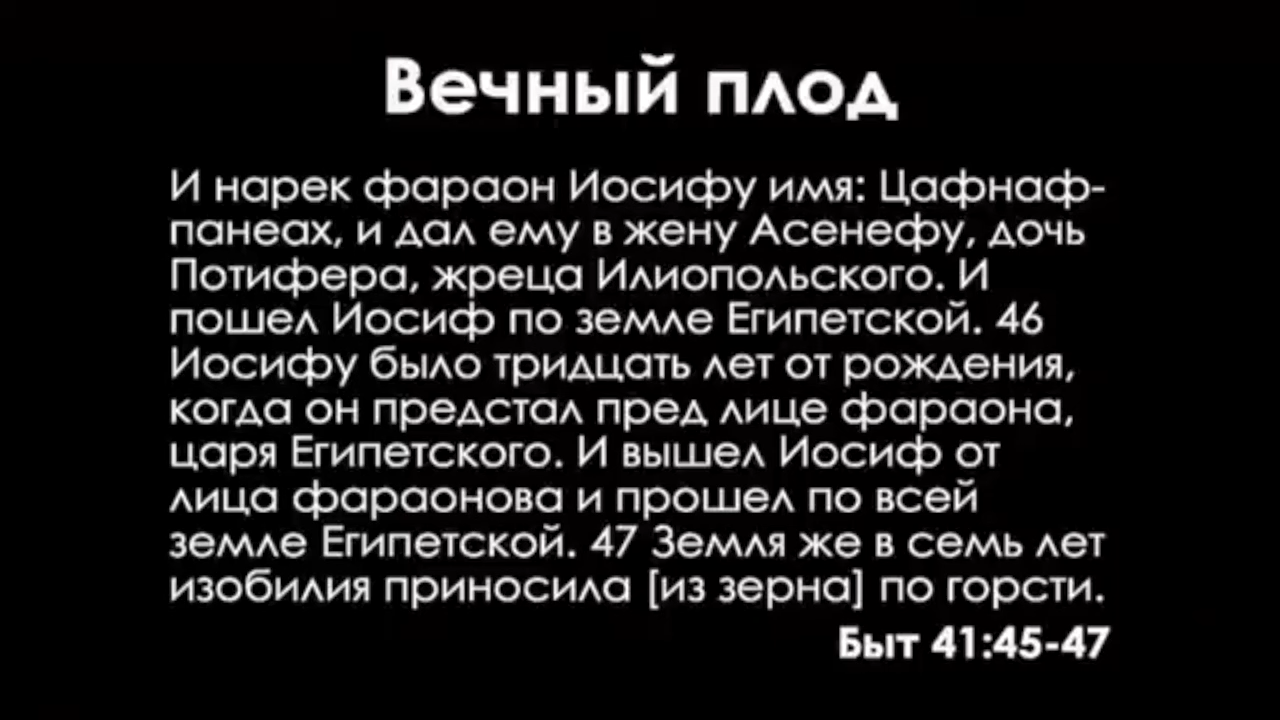 Вечный плод
И нарек фараон Иосифу имя: Цафнаф-
панеах, и дал ему в жену Асенефу, дочь
Потифера, жреца Илиопольского. И
пошел Иосиф по земле Египетской. 46
Иосифу было тридцать лет от рождения,
когда он предстал пред лице фараона,
царя Египетского. И вышел Иосиф от
лица фараонова и прошел по всей
земле Египетской. 47 Земля же в семь лет
изобилия приносила [из зерна] по горсти.
Быт 41:45-47